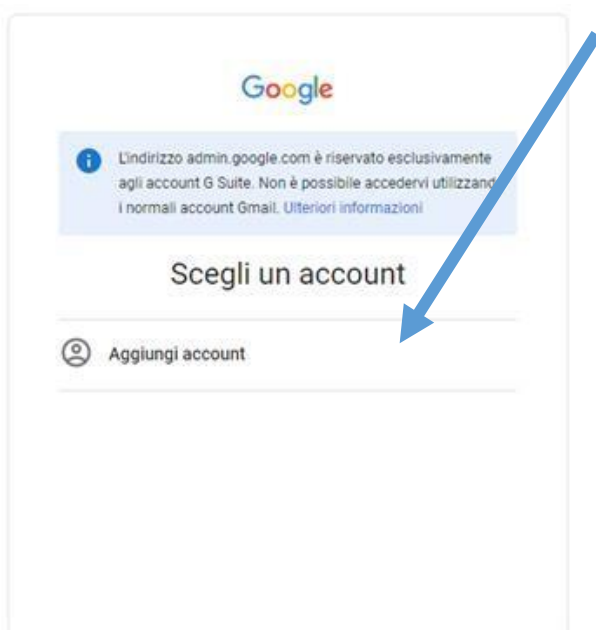 Google
L'indirizzo admin.google.com è riservato esclusivamente
agli account G Suite. Non è possibile accedervi utilizzand
i normali account Gmail. Ulteriori informazioni
Scegli un account
Aggiungi account